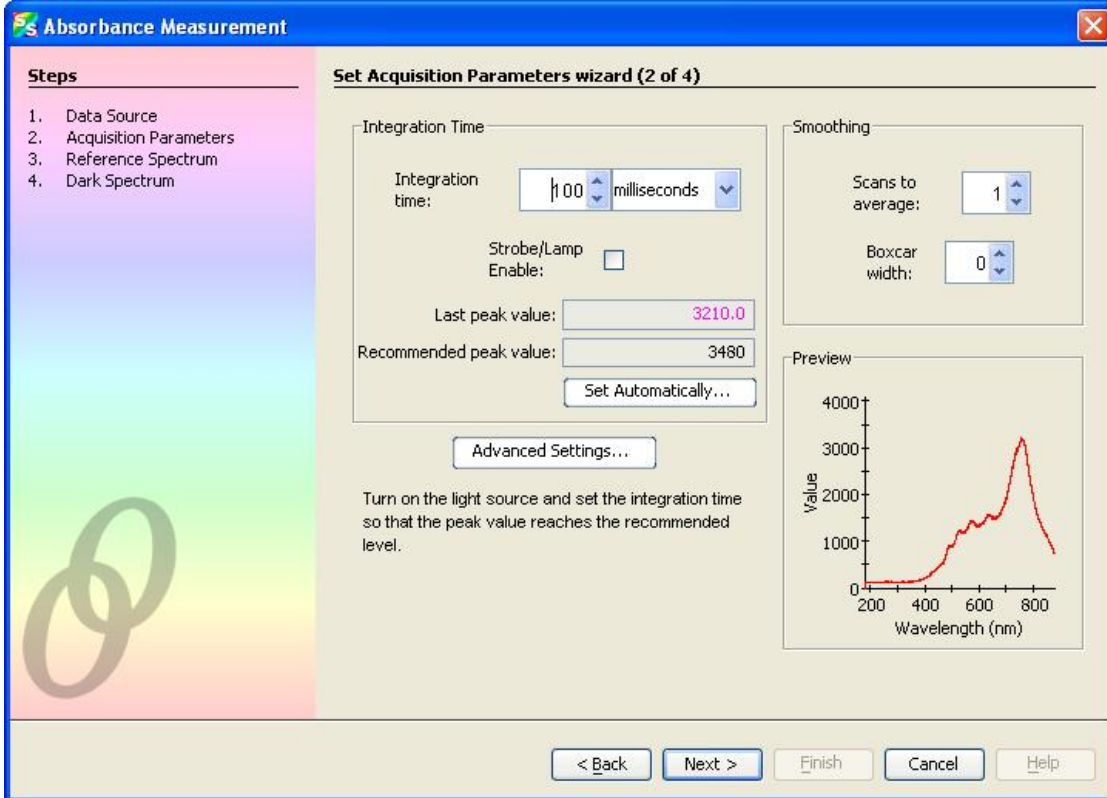 Absorbance Measurement
Steps
1. Data Source
2. Acquisition Parameters
3. Reference Spectrum
4. Dark Spectrum
Set Acquisition Parameters wizard (2 of 4)
Integration Time
Integration
time:
100 milliseconds
Strobe/Lamp
Enable:
Last peak value: 3210.0
Recommended peak value: 3480
Set Automatically...
Advanced Settings...
Turn on the light source and set the integration time
so that the peak value reaches the recommended
level.
Smoothing
Scans to
average: 1
Boxcar
width: 0
Preview
4000
3000
2000
1000
0
Value
200 400 600 800
Wavelength (nm)
< Back Next > Finish Cancel Help